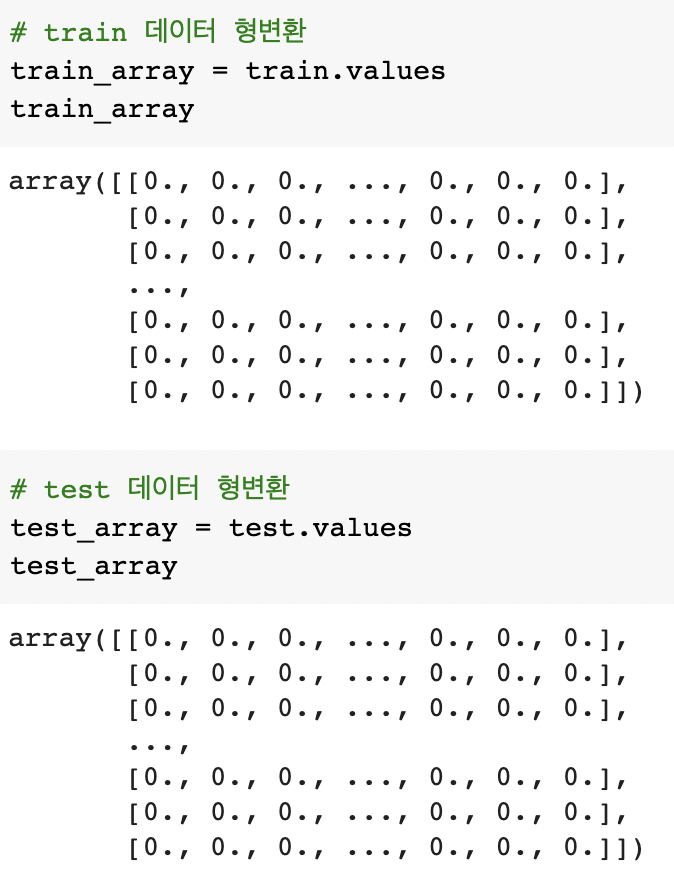 # train 데이터 형변환
train_array = train.values
train_array
array([[0., 0., 0., ..., 0., 0., 0.],
[0., 0., 0., ..., 0., 0., 0.],
[0., 0., 0., ..., 0., 0., 0.],
...,
[0., 0., 0., ..., 0., 0., 0.],
[0., 0., 0., ..., 0., 0., 0.],
[0., 0., 0., ..., 0., 0., 0.]])
# test 데이터 형변환
test_array = test.values
test_array
array([[0., 0., 0., ..., 0., 0., 0.],
[0., 0., 0., ..., 0., 0., 0.],
[0., 0., 0., ..., 0., 0., 0.],
...,
[0., 0., 0., ..., 0., 0., 0.],
[0., 0., 0., ..., 0., 0., 0.],
[0., 0., 0., ..., 0., 0., 0.]])